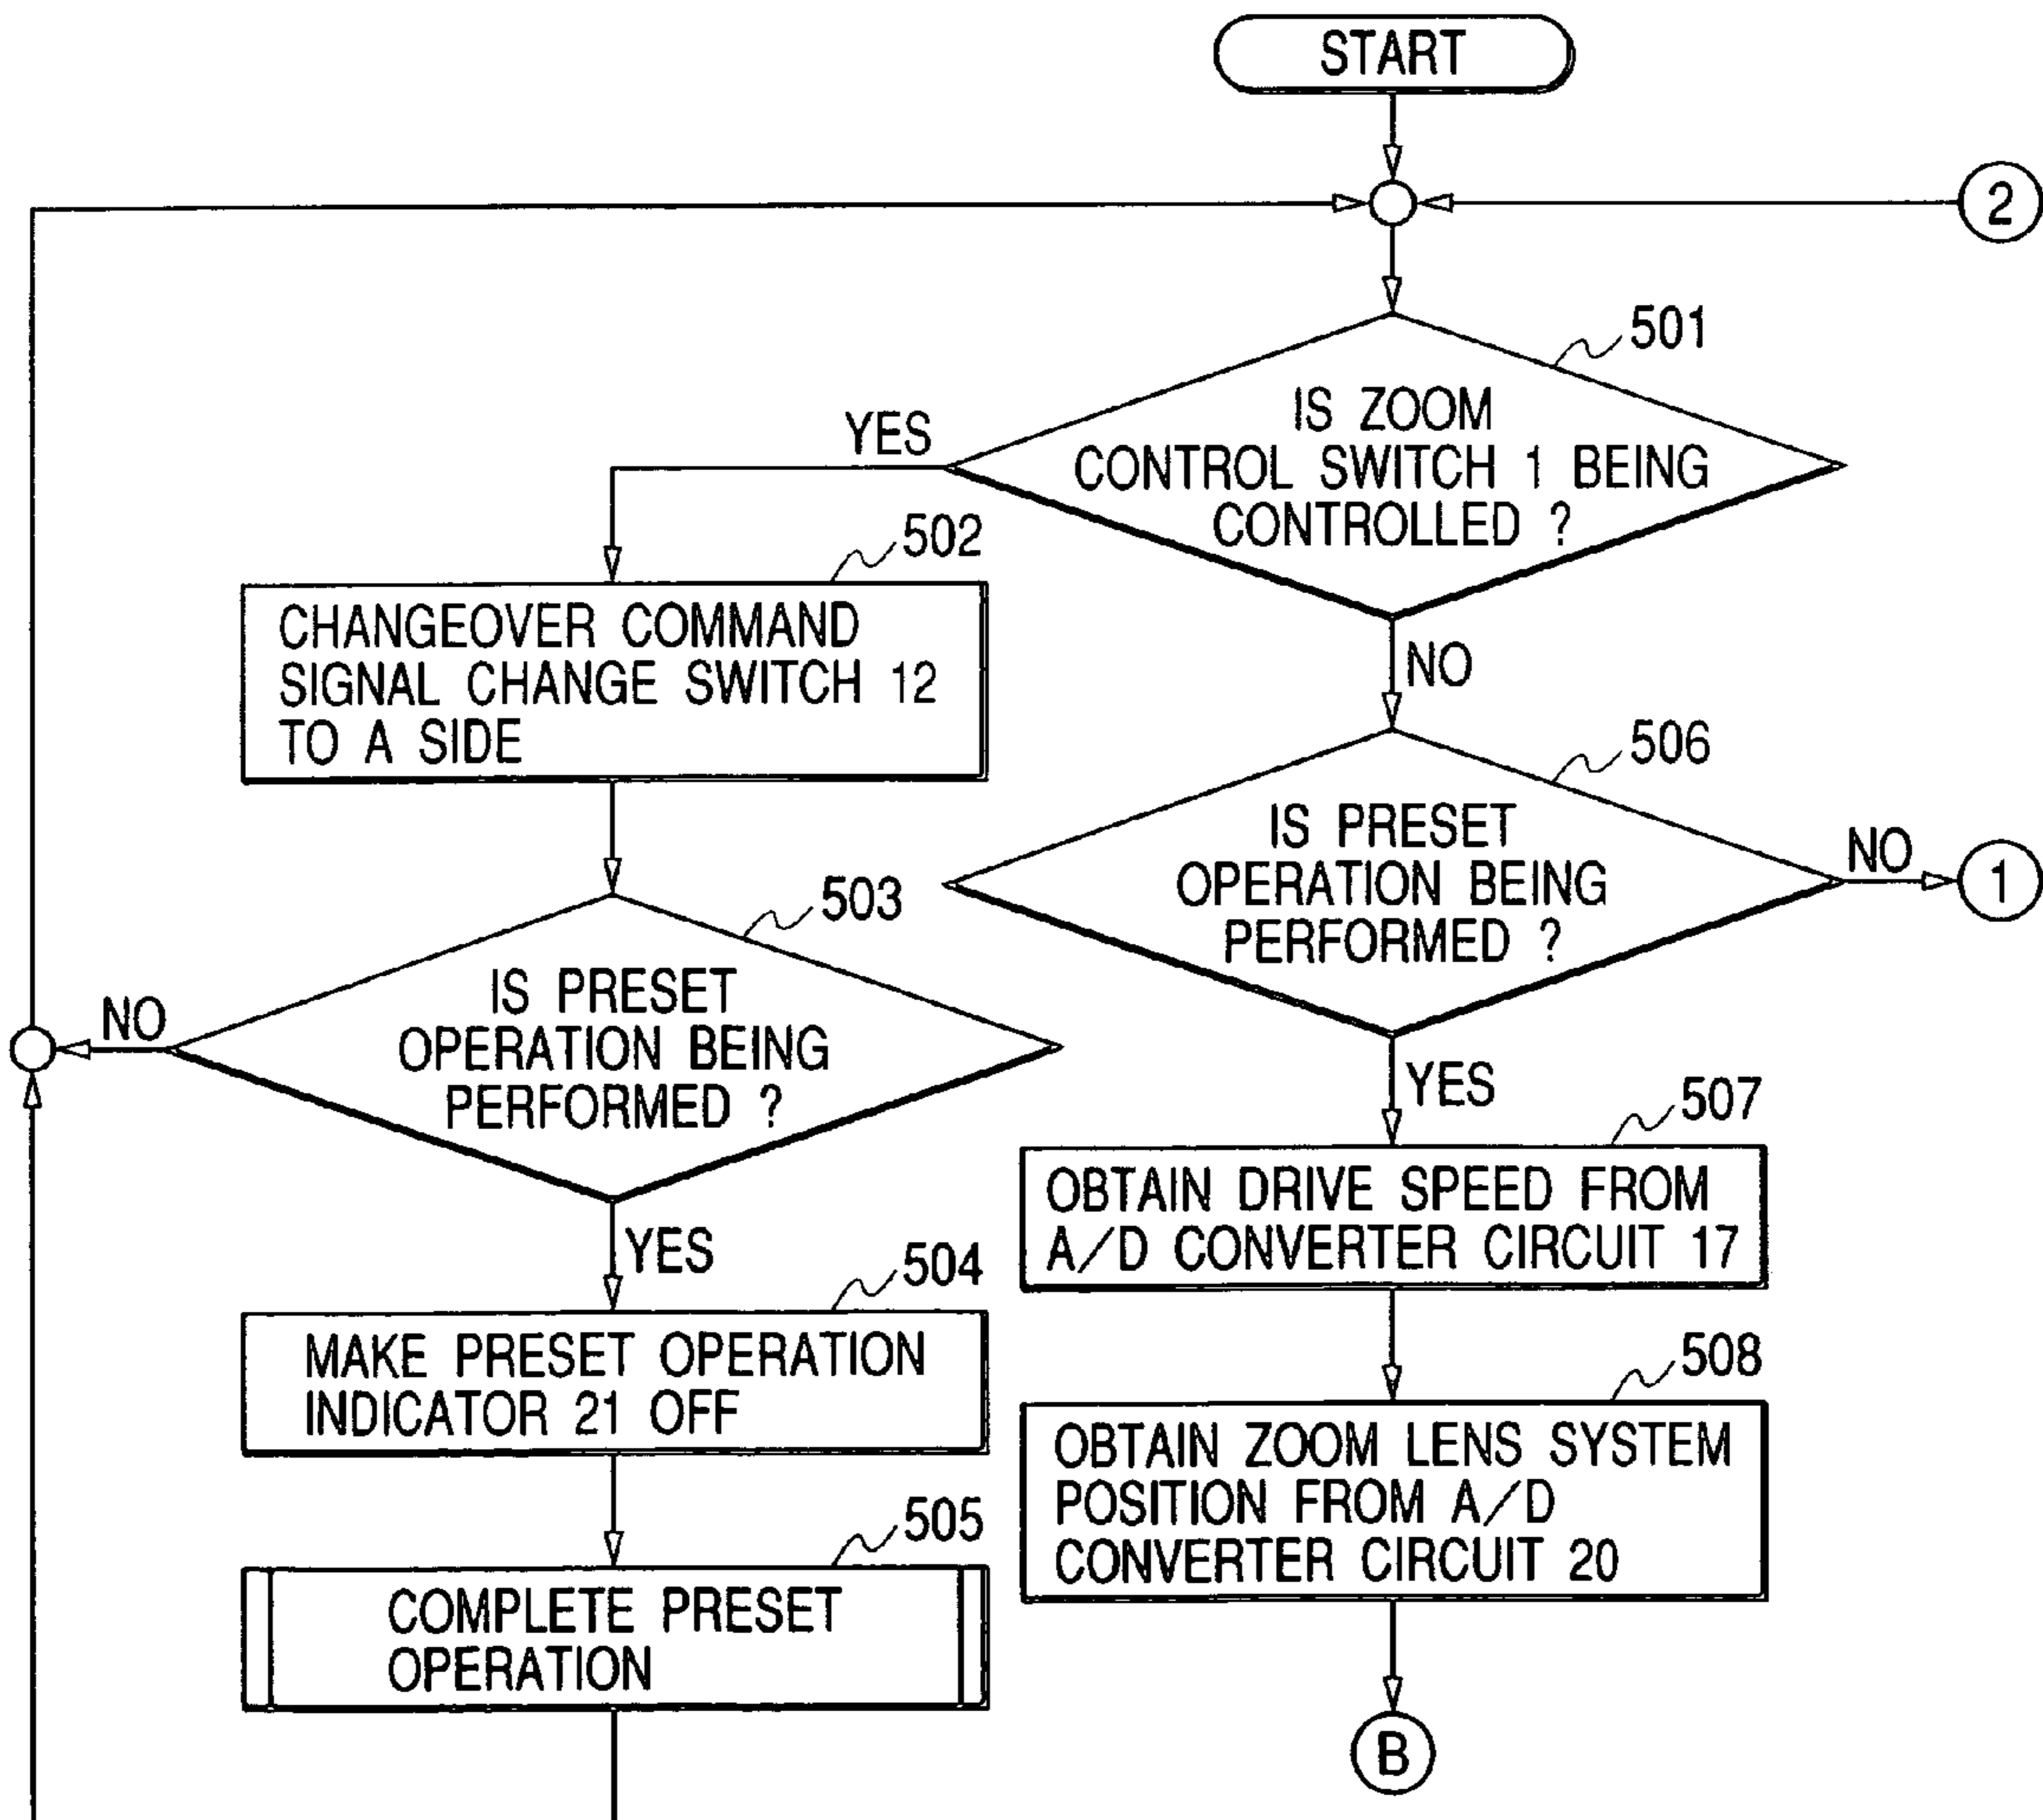 START
2
501
IS ZOOM
CONTROL SWITCH 1 BEING
CONTROLLED ?
YES
NO
502
CHANGEOVER COMMAND
SIGNAL CHANGE SWITCH 12
TO A SIDE
503
IS PRESET
OPERATION BEING
PERFORMED ?
NO
YES
504
MAKE PRESET OPERATION
INDICATOR 21 OFF
505
COMPLETE PRESET
OPERATION
506
IS PRESET
OPERATION BEING
PERFORMED ?
NO
1
YES
507
OBTAIN DRIVE SPEED FROM
A/D CONVERTER CIRCUIT 17
508
OBTAIN ZOOM LENS SYSTEM
POSITION FROM A/D
CONVERTER CIRCUIT 20
B